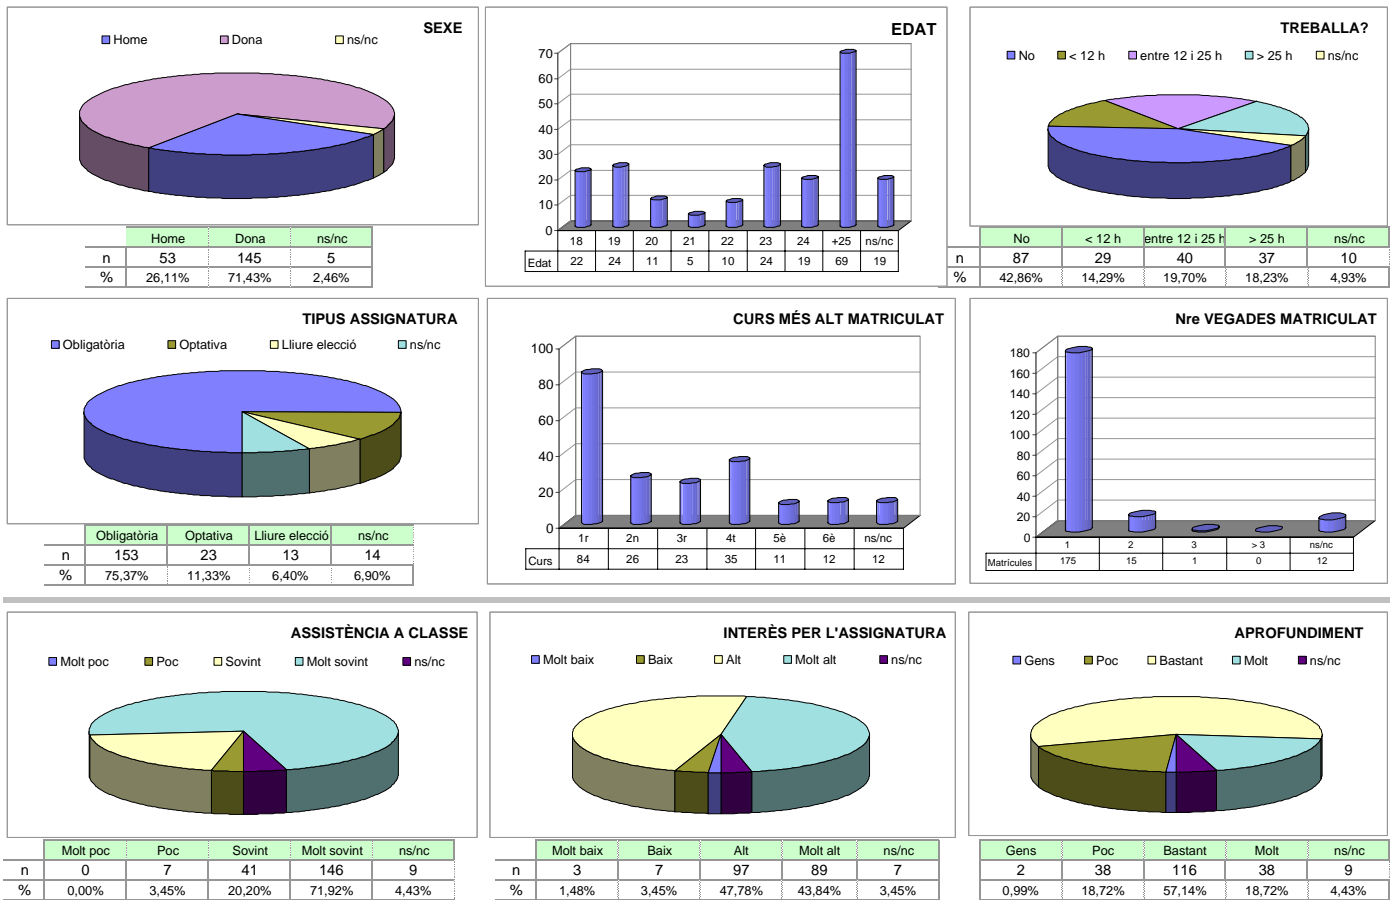 SEXE
Home Dona ns/nc
Home Dona ns/nc
n 53 145 5
% 26,11% 71,43% 2,46%
EDAT
70
60
50
40
30
20
10
0
18 19 20 21 22 23 24 +25 ns/nc
Edat 22 24 11 5 10 24 19 69 19
TREBALLA?
No < 12 h entre 12 i 25 h > 25 h ns/nc
No < 12 h entre 12 i 25 h > 25 h ns/nc
n 87 29 40 37 10
% 42,86% 14,29% 19,70% 18,23% 4,93%
TIPUS ASSIGNATURA
Obligatòria Optativa Lliure elecció ns/nc
Obligatòria Optativa Lliure elecció ns/nc
n 153 23 13 14
% 75,37% 11,33% 6,40% 6,90%
CURS MÉS ALT MATRICULAT
100
80
60
40
20
0
1r 2n 3r 4t 5è 6è ns/nc
Curs 84 26 23 35 11 12 12
Nre VEGADES MATRICULAT
180
160
140
120
100
80
60
40
20
0
1 2 3 > 3 ns/nc
Matrícules 175 15 1 0 12
ASSISTÈNCIA A CLASSE
Molt poc Poc Sovint Molt sovint ns/nc
Molt poc Poc Sovint Molt sovint ns/nc
n 0 7 41 146 9
% 0,00% 3,45% 20,20% 71,92% 4,43%
INTERÈS PER L'ASSIGNATURA
Molt baix Baix Alt Molt alt ns/nc
Molt baix Baix Alt Molt alt ns/nc
n 3 7 97 89 7
% 1,48% 3,45% 47,78% 43,84% 3,45%
APROFUNDIMENT
Gens Poc Bastant Molt ns/nc
Gens Poc Bastant Molt ns/nc
2 38 116 38 9
0,99% 18,72% 57,14% 18,72% 4,43%